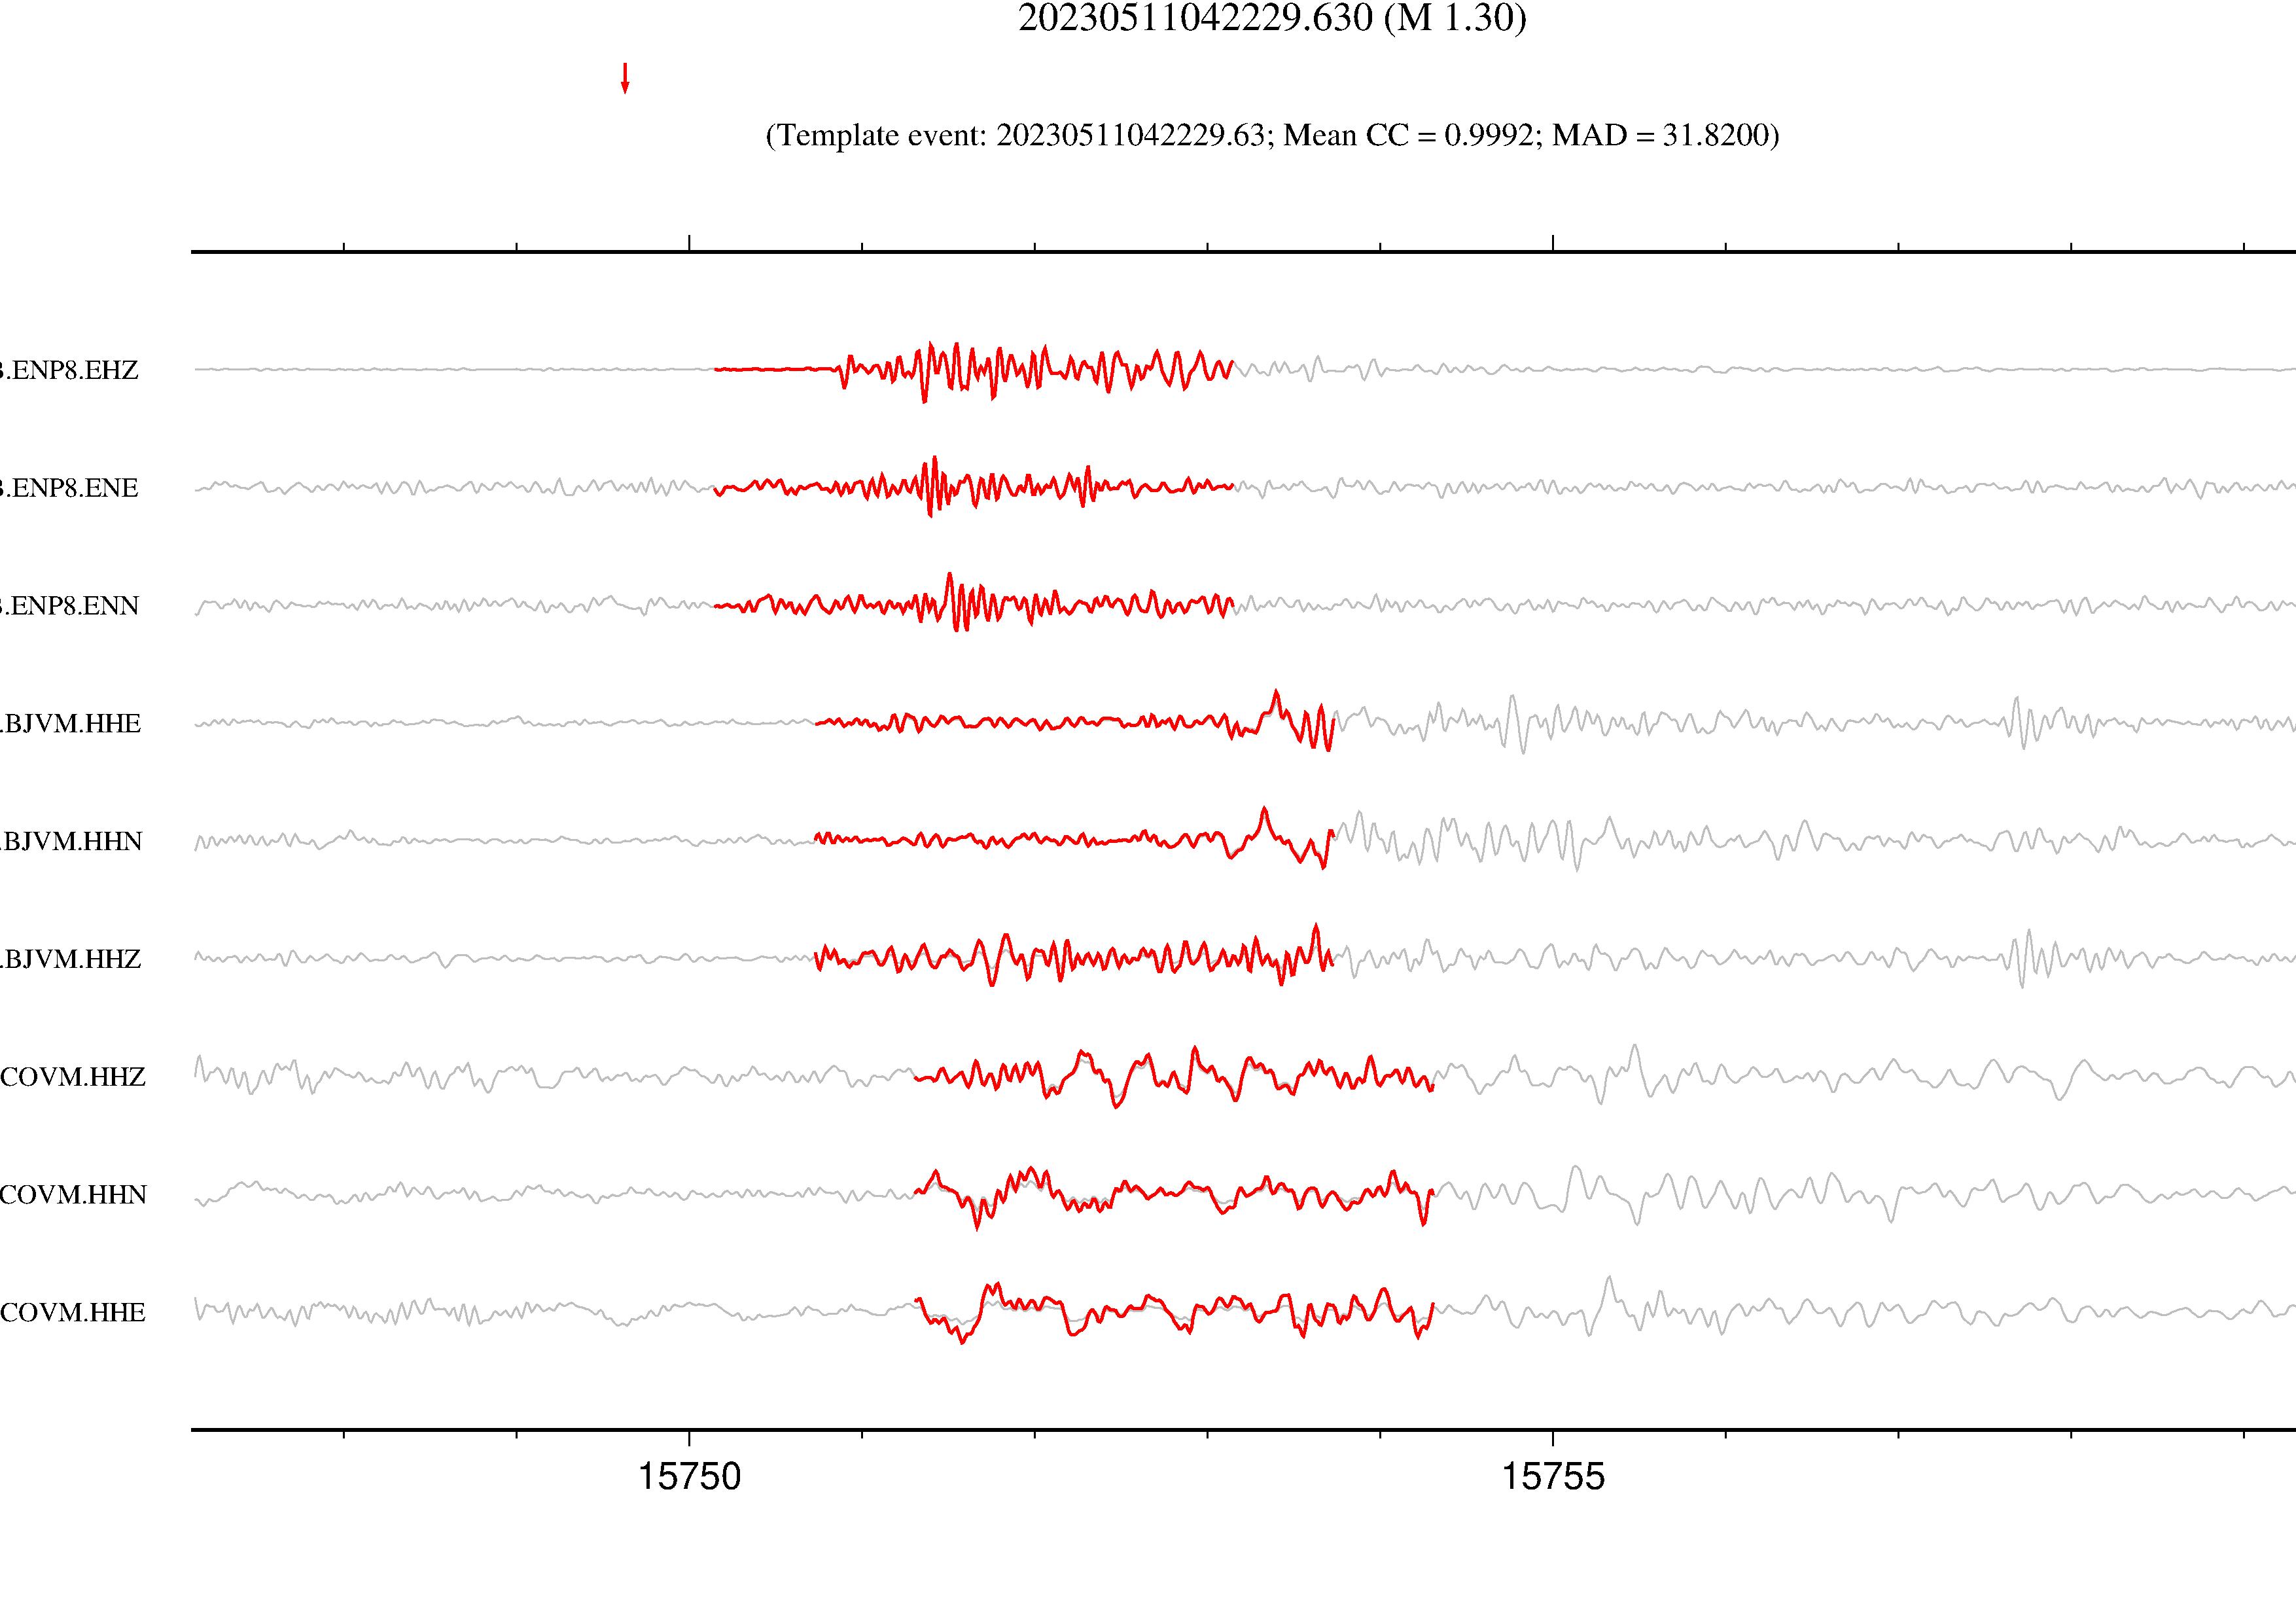 20230511042229.630 (M 1.30)
(Template event: 20230511042229.63; Mean CC = 0.9992; MAD = 31.8200)
.ENP8.EHZ
.ENP8.ENE
.ENP8.ENN
.BJVM.HHE
.BJVM.HHN
.BJVM.HHZ
COVM.HHZ
COVM.HHN
COVM.HHE
15750 15755